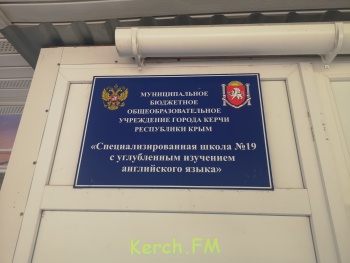 МУНИЦИПАЛЬНОЕ
БЮДЖЕТНОЕ
ОБЩЕОБРАЗОВАТЕЛЬНОЕ
УЧРЕЖДЕНИЕ ГОРОДА КЕРЧИ
РЕСПУБЛИКИ КРЫМ
«Специализированная школа №19
с углубленным изучением
английского языка»
Kerch.FM